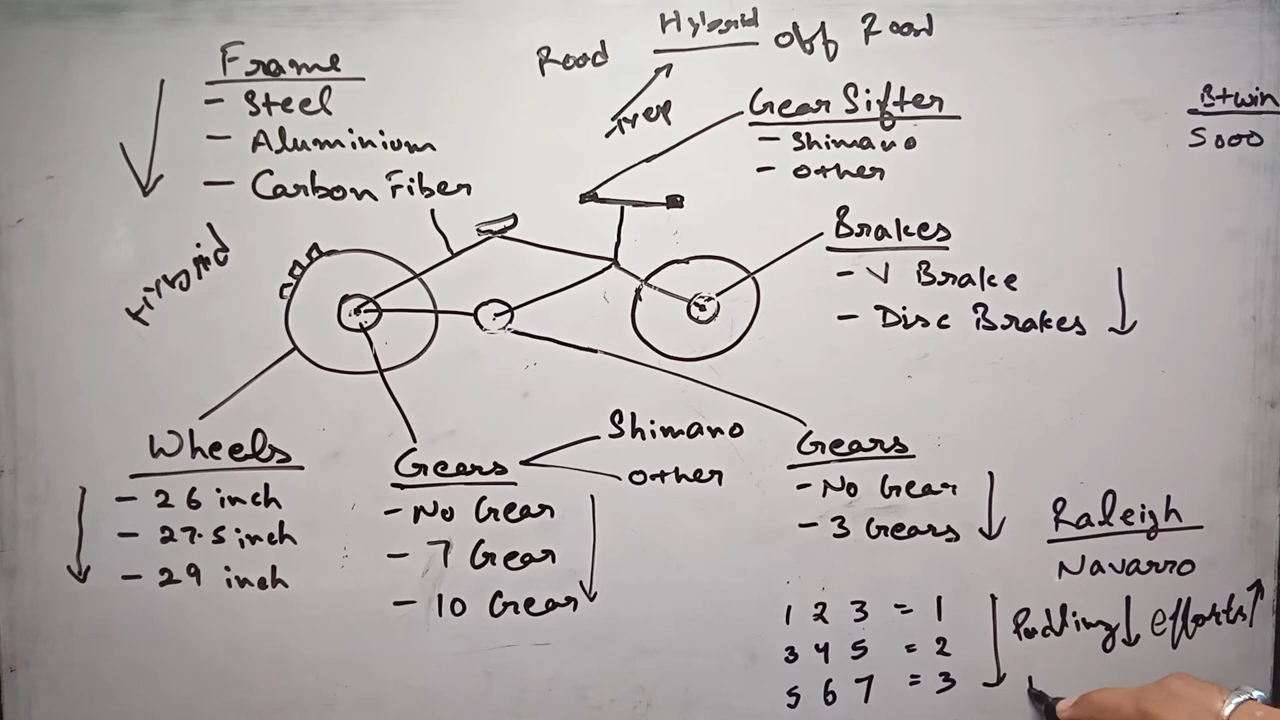 Frame
- Steel
- Aluminium
- Carbon Fiber
Road
Hybrid
off Road
Gear Sifter
- Shimano
- Other
Btwin
5000
Hybrid
Brakes
- V Brake
- Disc Brakes
Wheels
- 26 inch
- 27.5 inch
- 29 inch
Gears
Shimano
other
- No Gear
- 7 Gear
- 10 Gear
Gears
- No Gear
- 3 Gears
Raleigh
Navarro
1 2 3 = 1
3 4 5 = 2
5 6 7 = 3
efforts